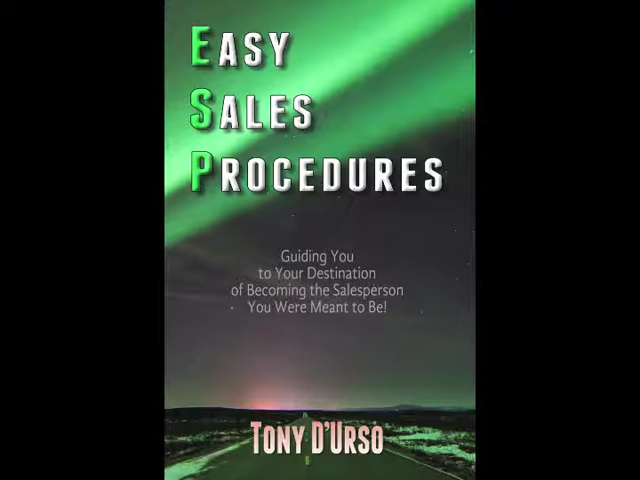 EASY
SALES
PROCEDURES
Guiding You
to Your Destination
of Becoming the Salesperson
You Were Meant to Be!
TONY D'URSO